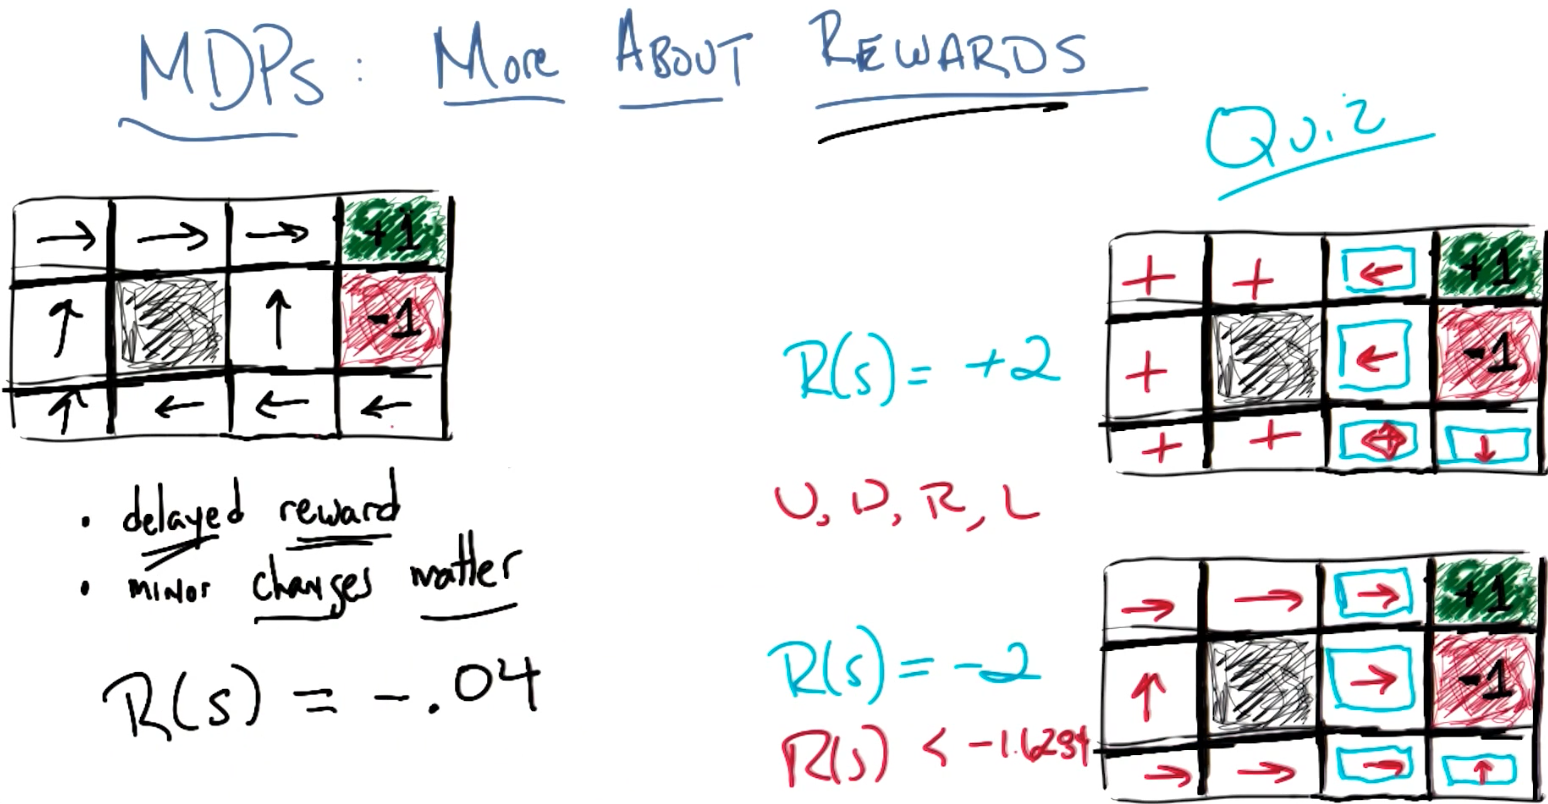 MDPs: More About Rewards
Quiz
→ → → +1
↑ ↑ -1
↑ ← ← ←
• delayed reward
• minor changes matter
R(s) = -.04
R(s) = +2
U, D, R, L
+ + ← +1
+ ← -1
+ + ↓
R(s) = -2
R(s) < -1.6284
→ → → +1
↑ → -1
→ → → ↑